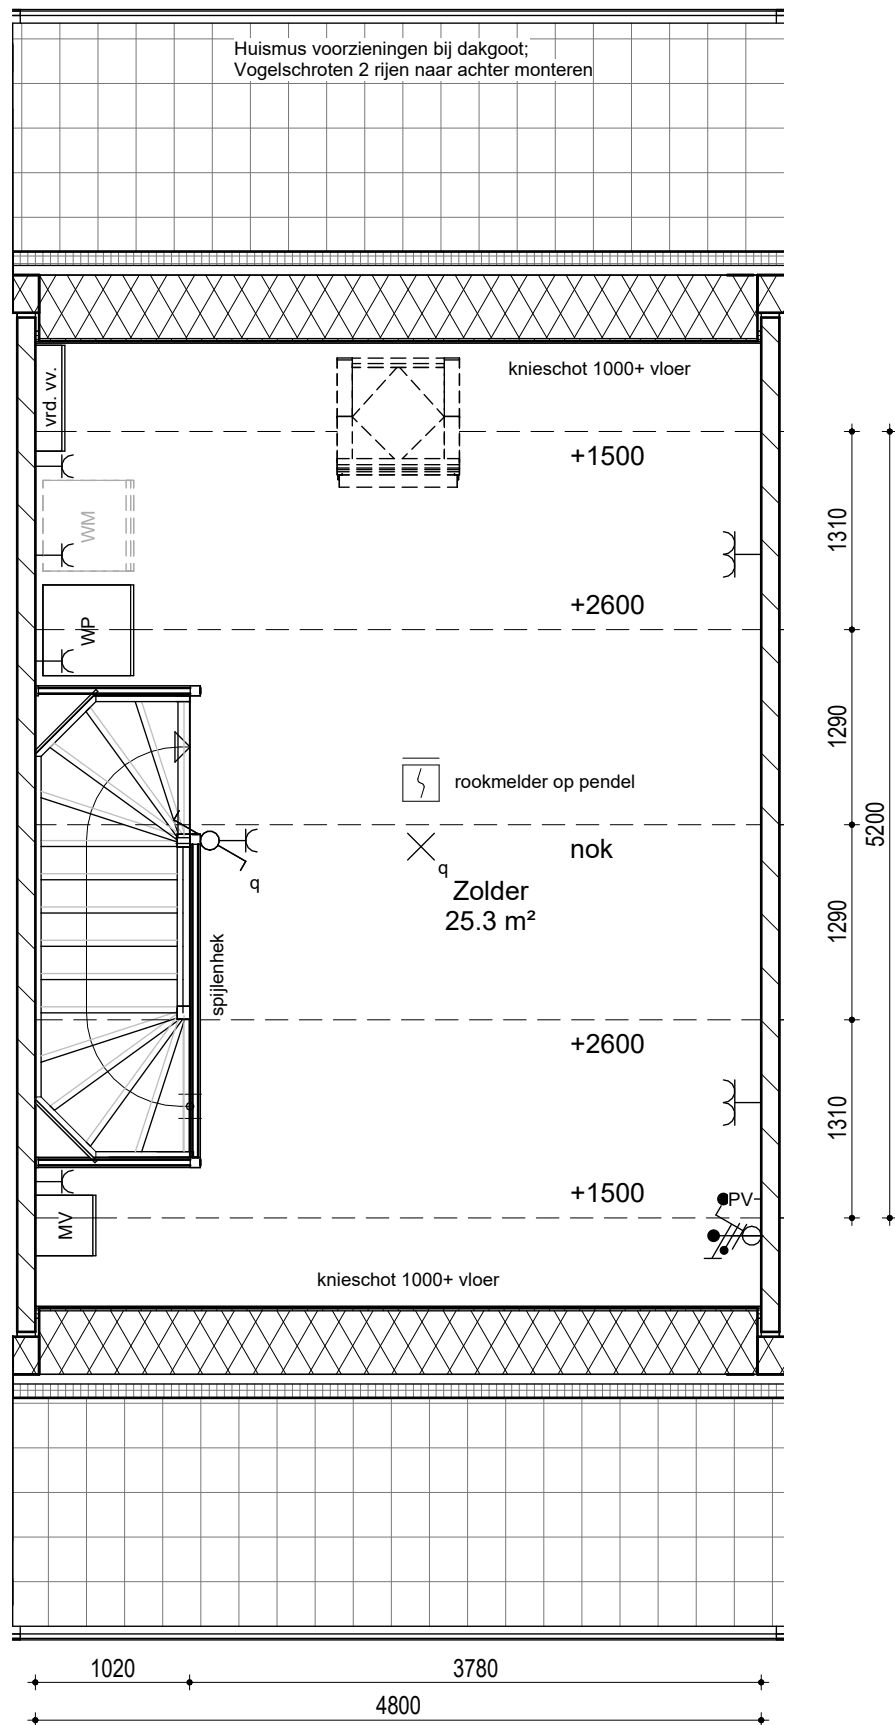 Huismus voorzieningen bij dakgoot;
Vogelschroten 2 rijen naar achter monteren
knieschot 1000+ vloer
vrd. vv.
+1500
WM
1310
+2600
WP
1290
rookmelder op pendel
5200
nok
q
q
Zolder
25.3 m²
1290
spijlenhek
+2600
1310
+1500
PV
MV
knieschot 1000+ vloer
1020
3780
4800